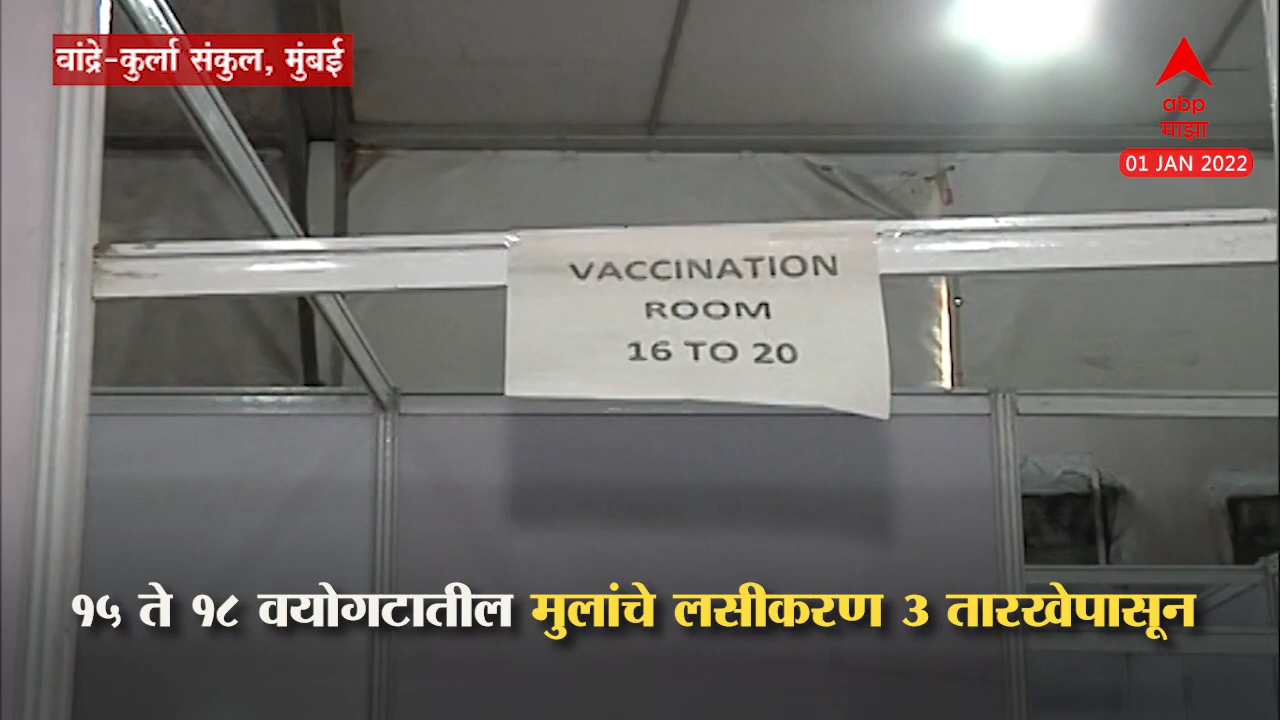 वांद्रे-कुर्ला संकुल, मुंबई
abp
माझा
01 JAN 2022
VACCINATION
ROOM
16 TO 20
१५ ते १८ वयोगटातील मुलांचे लसीकरण 3 तारखेपासून